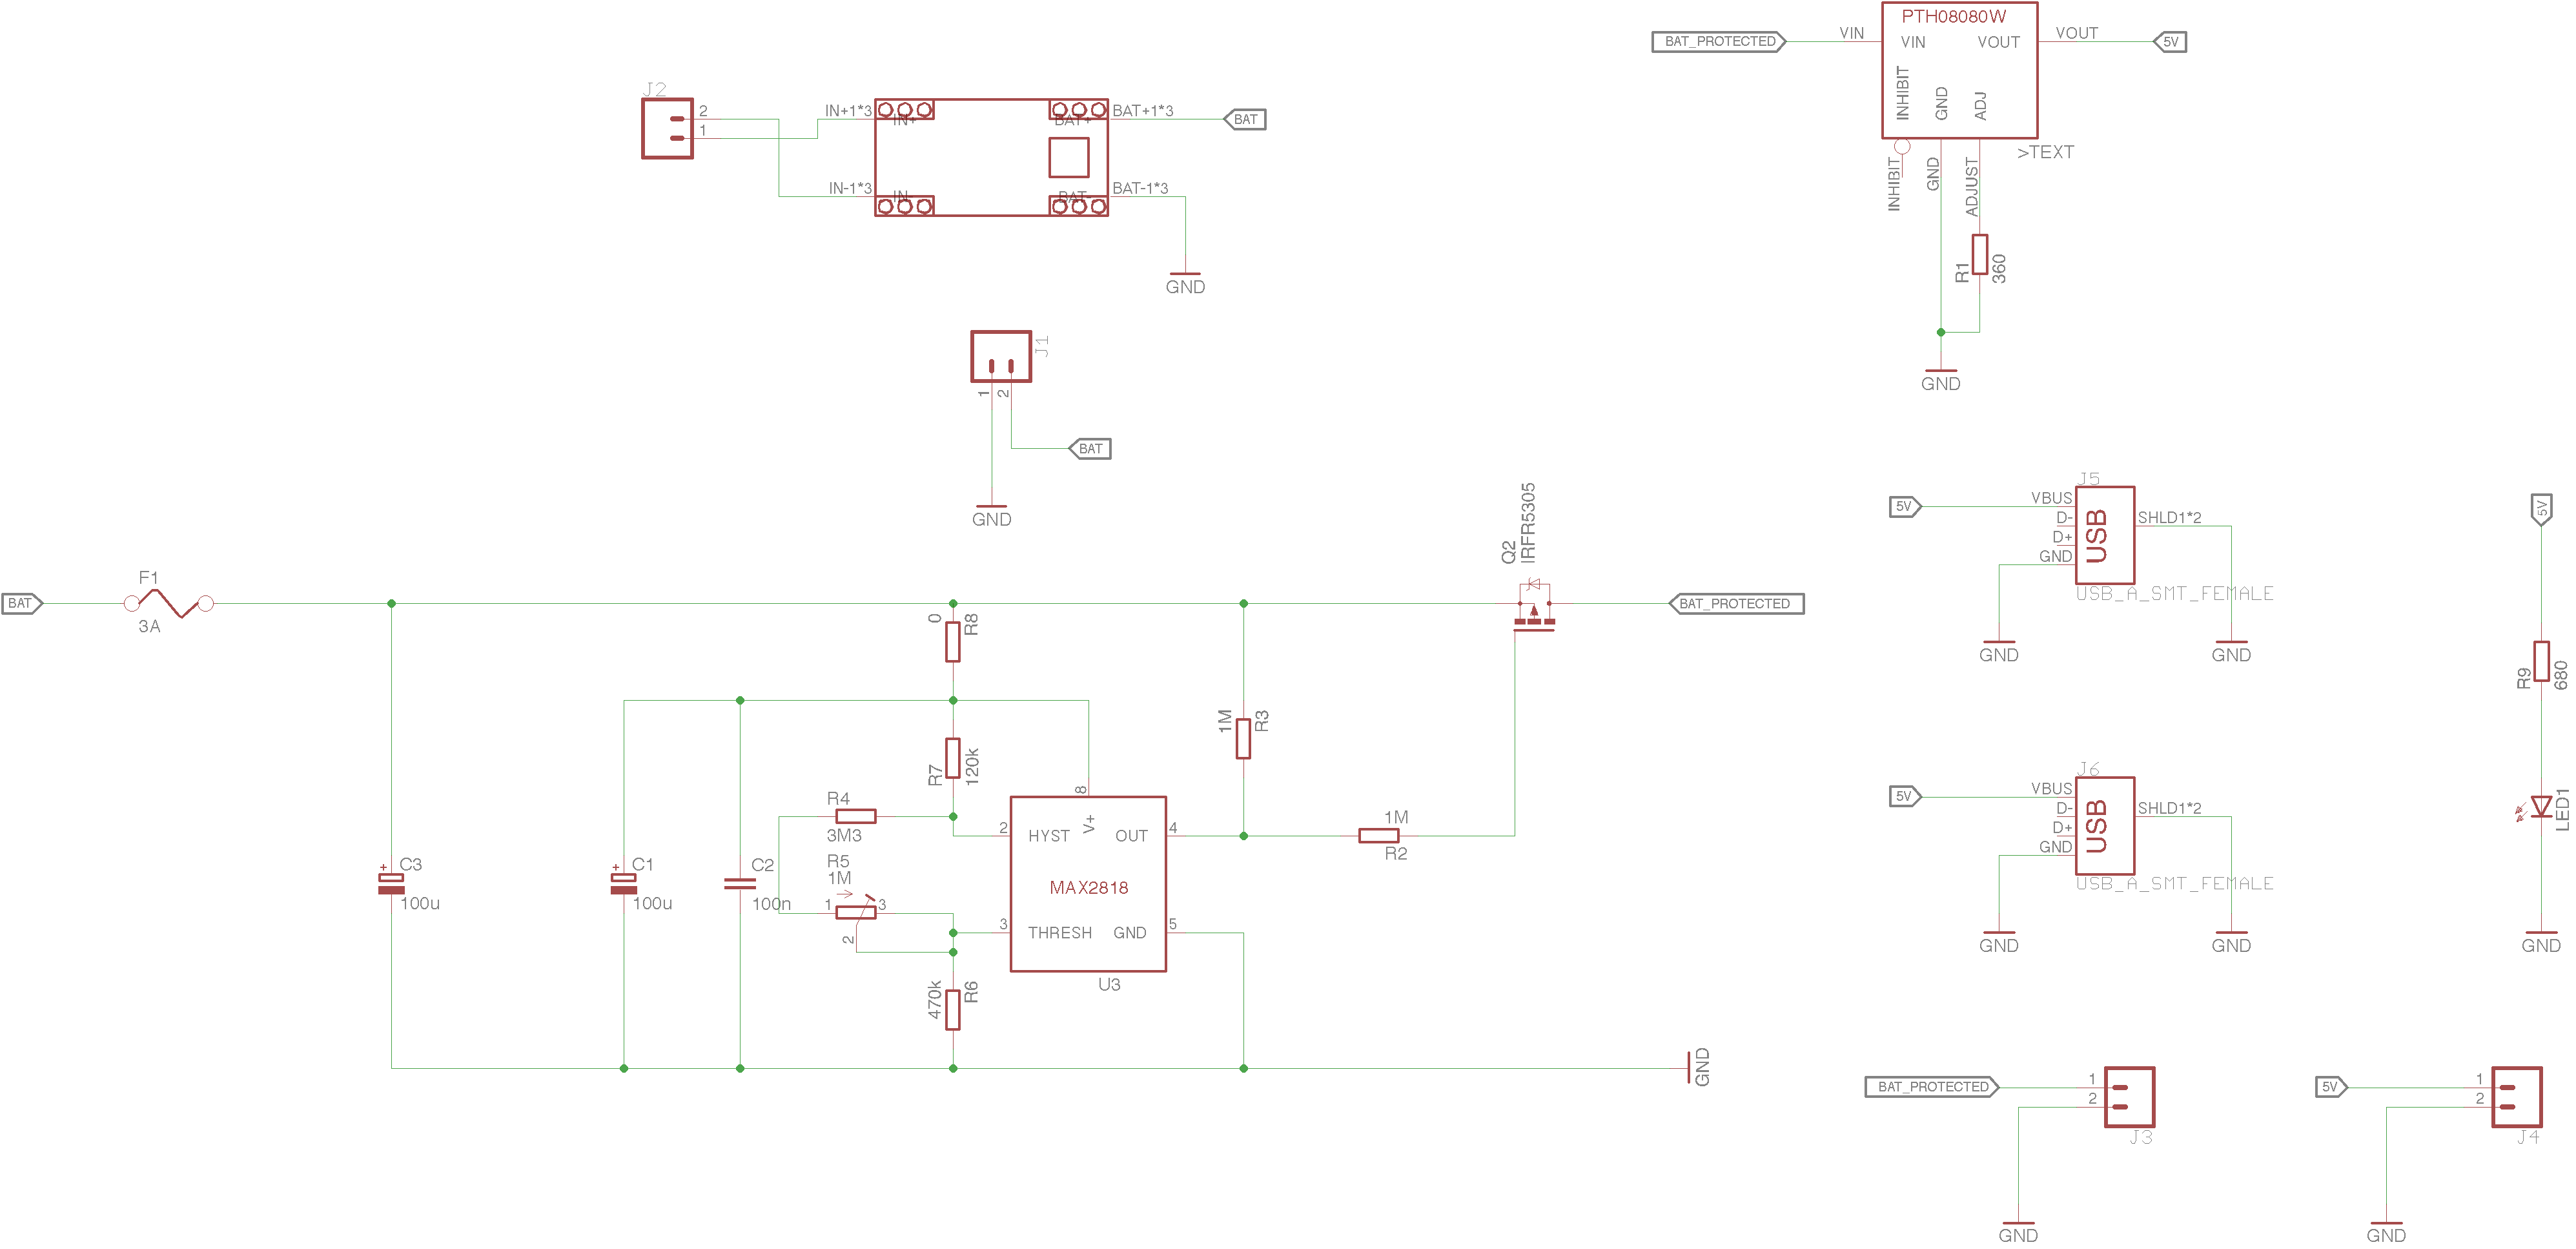 PTH08080W
BAT_PROTECTED
VIN
VIN
VOUT
VOUT
5V
INHIBIT
GND
ADJ
>TEXT
INHIBIT
GND
ADJUST
R1
360
GND
J2
2
1
IN+1*3
IN+
BAT+
BAT+1*3
BAT
IN-1*3
IN-
BAT-
BAT-1*3
GND
J1
1
2
BAT
GND
BAT
F1
3A
Q2
IRFR5305
BAT_PROTECTED
0
R8
1M
R3
R7
120k
R4
3M3
R5
1M
1
3
2
8
V+
2
HYST
OUT
4
MAX2818
3
THRESH
GND
5
U3
1M
R2
470k
R6
C3
100u
C1
100u
C2
100n
GND
J5
5V
VBUS
D-
D+
GND
USB
SHLD1*2
USB_A_SMT_FEMALE
GND
GND
J6
5V
VBUS
D-
D+
GND
USB
SHLD1*2
USB_A_SMT_FEMALE
GND
GND
5V
R9
680
LED1
GND
BAT_PROTECTED
1
2
J3
GND
5V
1
2
J4
GND